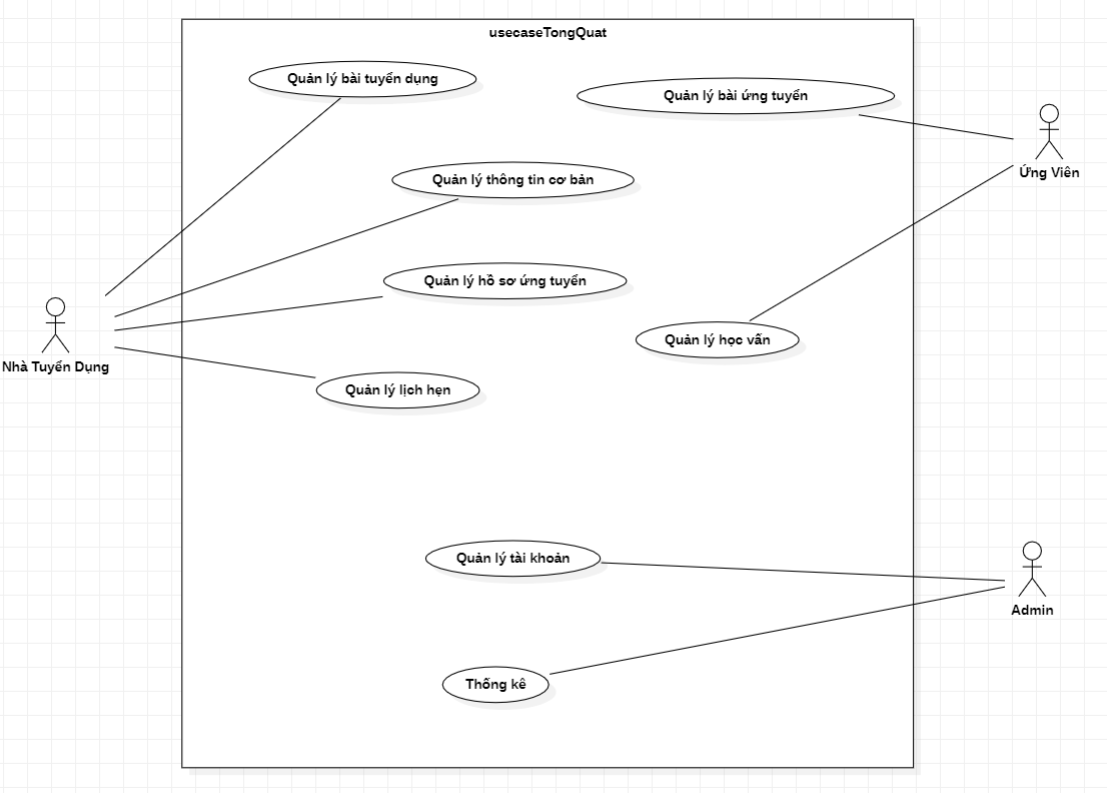 usecaseTongQuat
Quản lý bài tuyển dụng
Quản lý bài ứng tuyển
Ứng Viên
Quản lý thông tin cơ bản
Quản lý hồ sơ ứng tuyển
Nhà Tuyển Dụng
Quản lý học vấn
Quản lý lịch hẹn
Quản lý tài khoản
Admin
Thống kê